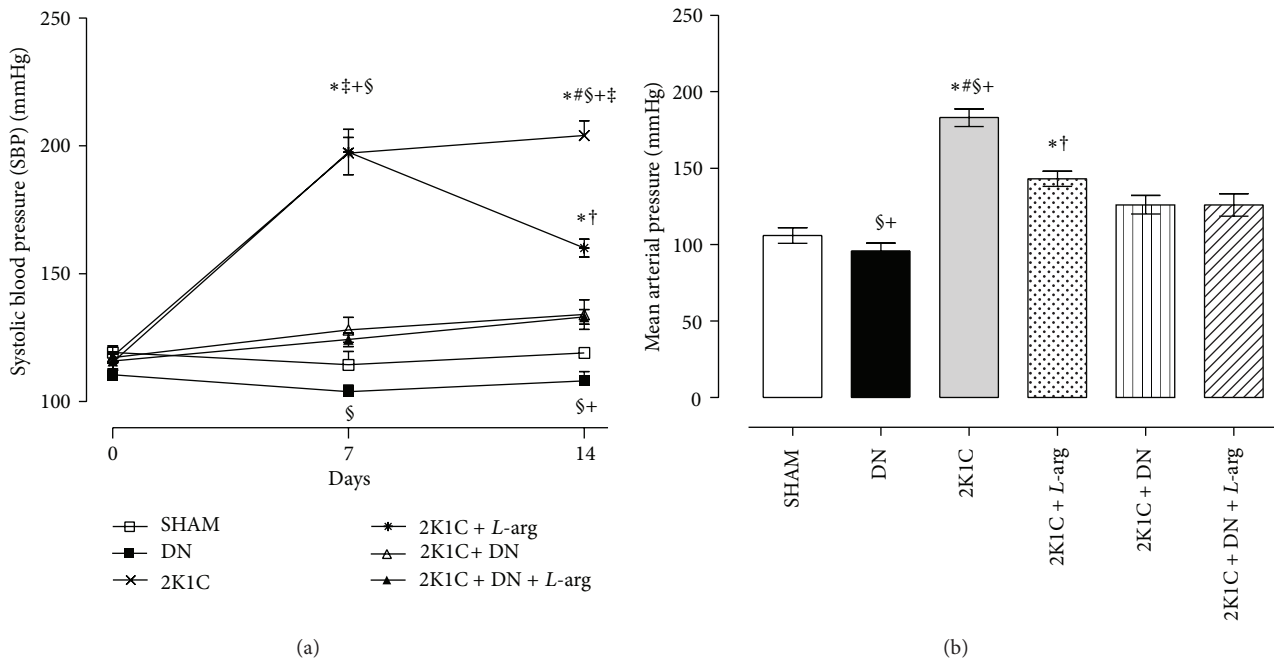 Systolic blood pressure (SBP) (mmHg)
250
200
150
100
*‡+§
*#§+‡
*†
§
§+
0
7
14
Days
SHAM
DN
2K1C
2K1C + L-arg
2K1C+ DN
2K1C + DN + L-arg
(a)
Mean arterial pressure (mmHg)
250
200
150
100
50
0
§+
*#§+
*†
SHAM
DN
2K1C
2K1C + L-arg
2K1C + DN
2K1C + DN + L-arg
(b)